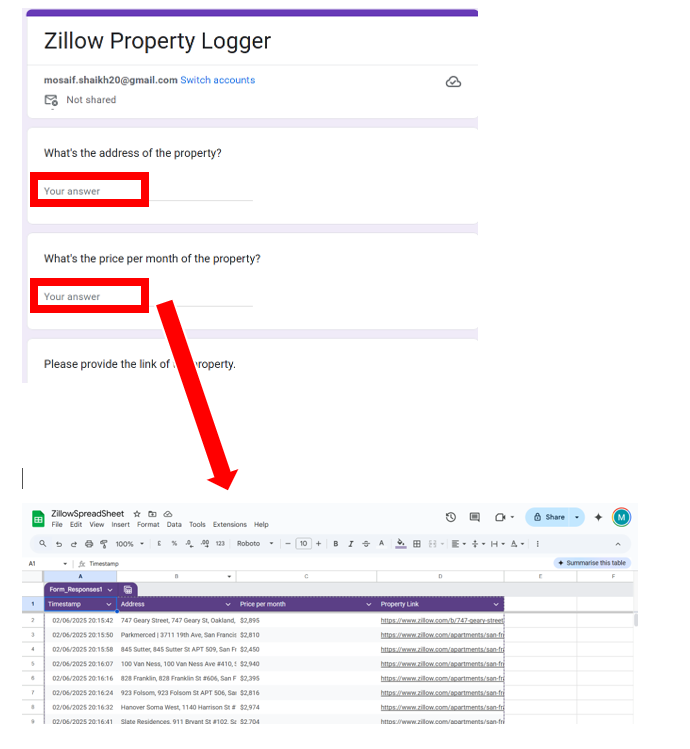 Zillow Property Logger
mosaif.shaikh20@gmail.com Switch accounts
Not shared
What's the address of the property?
Your answer
What's the price per month of the property?
Your answer
Please provide the link of property.
ZillowSpreadSheet
File Edit View Insert Format Data Tools Extensions Help
Share
M
100% £ % .0 .00 123 Roboto 10 B I A
A1 Timestamp
Summarise this table
A B C D E F
Form_Responses1
1 Timestamp Address Price per month Property Link
2 02/06/2025 20:15:42 747 Geary Street, 747 Geary St, Oakland, $2,895 https://www.zillow.com/b/747-geary-street
3 02/06/2025 20:15:50 Parkmerced | 3711 19th Ave, San Francis $2,810 https://www.zillow.com/apartments/san-fr
4 02/06/2025 20:15:58 845 Sutter, 845 Sutter St APT 509, San Fr $2,450 https://www.zillow.com/apartments/san-fr
5 02/06/2025 20:16:07 100 Van Ness, 100 Van Ness Ave #410, $2,940 https://www.zillow.com/apartments/san-fr
6 02/06/2025 20:16:16 828 Franklin, 828 Franklin St #606, San F $2,395 https://www.zillow.com/apartments/san-fr
7 02/06/2025 20:16:24 923 Folsom, 923 Folsom St APT 506, Sa $2,816 https://www.zillow.com/apartments/san-fr
8 02/06/2025 20:16:32 Hanover Soma West, 1140 Harrison St # $2,974 https://www.zillow.com/apartments/san-fr
9 02/06/2025 20:16:41 Slate Residences, 911 Bryant St #102, S $2,704 https://www.zillow.com/apartments/san-fr